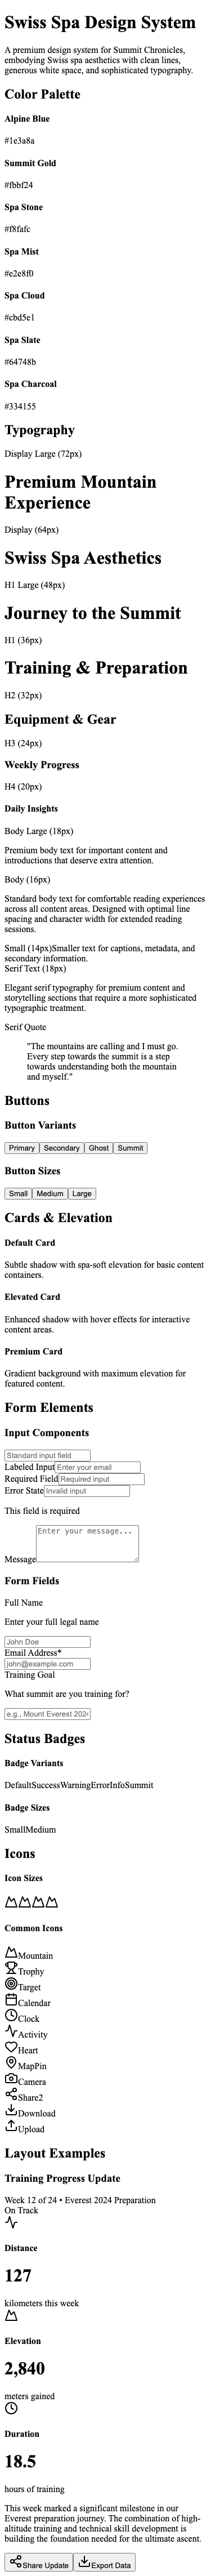 Swiss Spa Design System
A premium design system for Summit Chronicles,
embodying Swiss spa aesthetics with clean lines,
generous white space, and sophisticated typography.
Color Palette
Alpine Blue
#1e3a8a
Summit Gold
#fbbf24
Spa Stone
#f8fafc
Spa Mist
#e2e8f0
Spa Cloud
#cbd5e1
Spa Slate
#64748b
Spa Charcoal
#334155
Typography
Display Large (72px)
Premium Mountain
Experience
Display (64px)
Swiss Spa Aesthetics
H1 Large (48px)
Journey to the Summit
H1 (36px)
Training & Preparation
H2 (32px)
Equipment & Gear
H3 (24px)
Weekly Progress
H4 (20px)
Daily Insights
Body Large (18px)
Premium body text for important content and
introductions that deserve extra attention.
Body (16px)
Standard body text for comfortable reading experiences
across all content areas. Designed with optimal line
spacing and character width for extended reading
sessions.
Small (14px)Smaller text for captions, metadata, and
secondary information.
Serif Text (18px)
Elegant serif typography for premium content and
storytelling sections that require a more sophisticated
typographic treatment.
Serif Quote
"The mountains are calling and I must go.
Every step towards the summit is a step
towards understanding both the mountain
and myself."
Buttons
Button Variants
Primary Secondary Ghost Summit
Button Sizes
Small Medium Large
Cards & Elevation
Default Card
Subtle shadow with spa-soft elevation for basic content
containers.
Elevated Card
Enhanced shadow with hover effects for interactive
content areas.
Premium Card
Gradient background with maximum elevation for
featured content.
Form Elements
Input Components
Standard input field
Labeled Input Enter your email
Required Field Required input
Error State Invalid input
This field is required
Enter your message...
Message
Form Fields
Full Name
Enter your full legal name
John Doe
Email Address*
john@example.com
Training Goal
What summit are you training for?
e.g., Mount Everest 2024
Status Badges
Badge Variants
DefaultSuccessWarningErrorInfoSummit
Badge Sizes
SmallMedium
Icons
Icon Sizes
Common Icons
Mountain
Trophy
Target
Calendar
Clock
Activity
Heart
MapPin
Camera
Share2
Download
Upload
Layout Examples
Training Progress Update
Week 12 of 24 • Everest 2024 Preparation
On Track
Distance
127
kilometers this week
Elevation
2,840
meters gained
Duration
18.5
hours of training
This week marked a significant milestone in our
Everest preparation journey. The combination of high-
altitude training and technical skill development is
building the foundation needed for the ultimate ascent.
Share Update Export Data